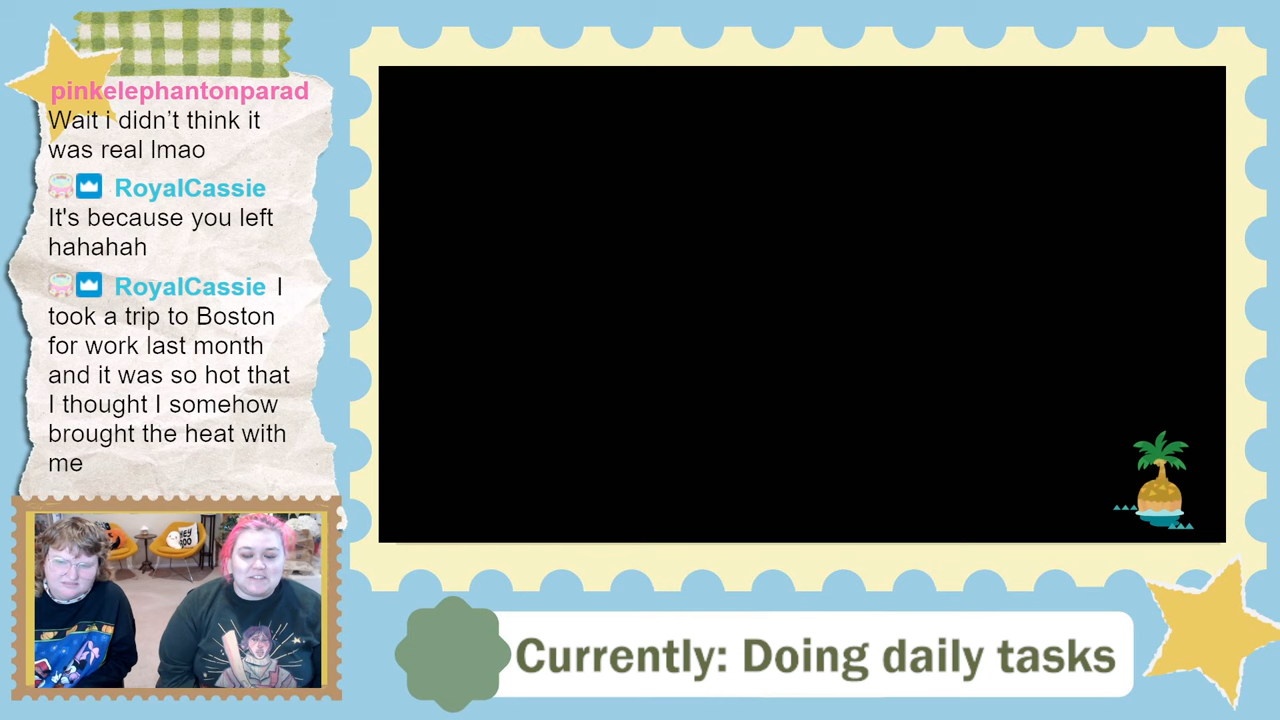 pinkelephantonparad
Wait i didn’t think it
was real lmao
RoyalCassie
It's because you left
hahahah
RoyalCassie I
took a trip to Boston
for work last month
and it was so hot that
I thought I somehow
brought the heat with
me
HEY
BOO
Currently: Doing daily tasks